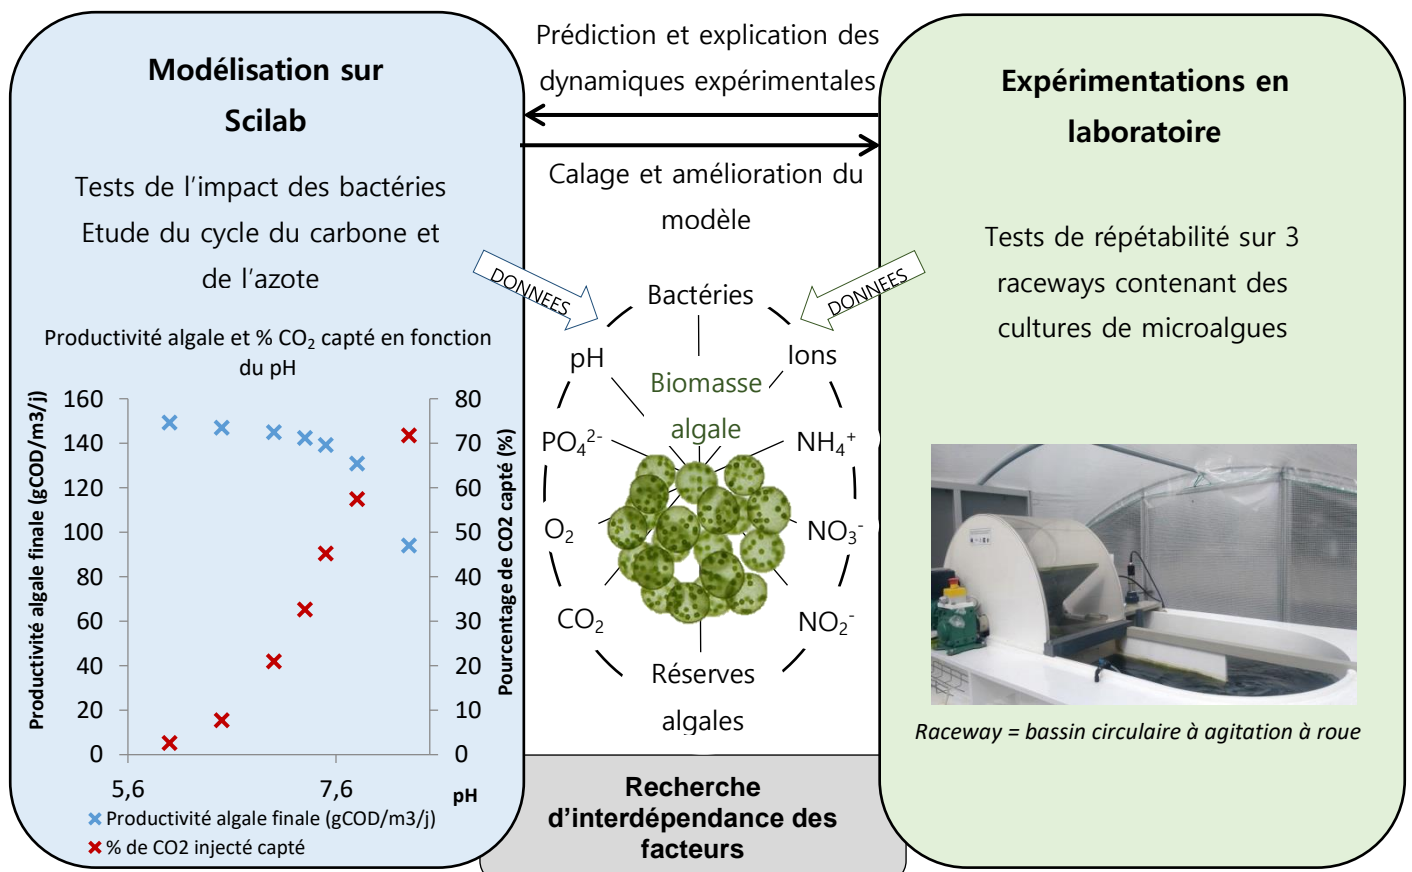 Modélisation sur
Scilab
Tests de l'impact des bactéries
Etude du cycle du carbone et
de l'azote
Productivité algale et % CO₂ capté en fonction
du pH
Productivité algale finale (gCOD/m3/j)
160
140
120
100
80
60
40
20
0
80
70
60
50
40
30
20
10
0
Pourcentage de CO2 capté (%)
5,6
7,6
pH
Productivité algale finale (gCOD/m3/j)
% de CO2 injecté capté
Prédiction et explication des
dynamiques expérimentales
Calage et amélioration du
modèle
DONNEES
DONNEES
Bactéries
pH
Ions
Biomasse
algale
PO₄²⁻
NH₄⁺
O₂
NO₃⁻
CO₂
NO₂⁻
Réserves
algales
Recherche
d'interdépendance des
facteurs
Expérimentations en
laboratoire
Tests de répétabilité sur 3
raceways contenant des
cultures de microalgues
Raceway = bassin circulaire à agitation à roue